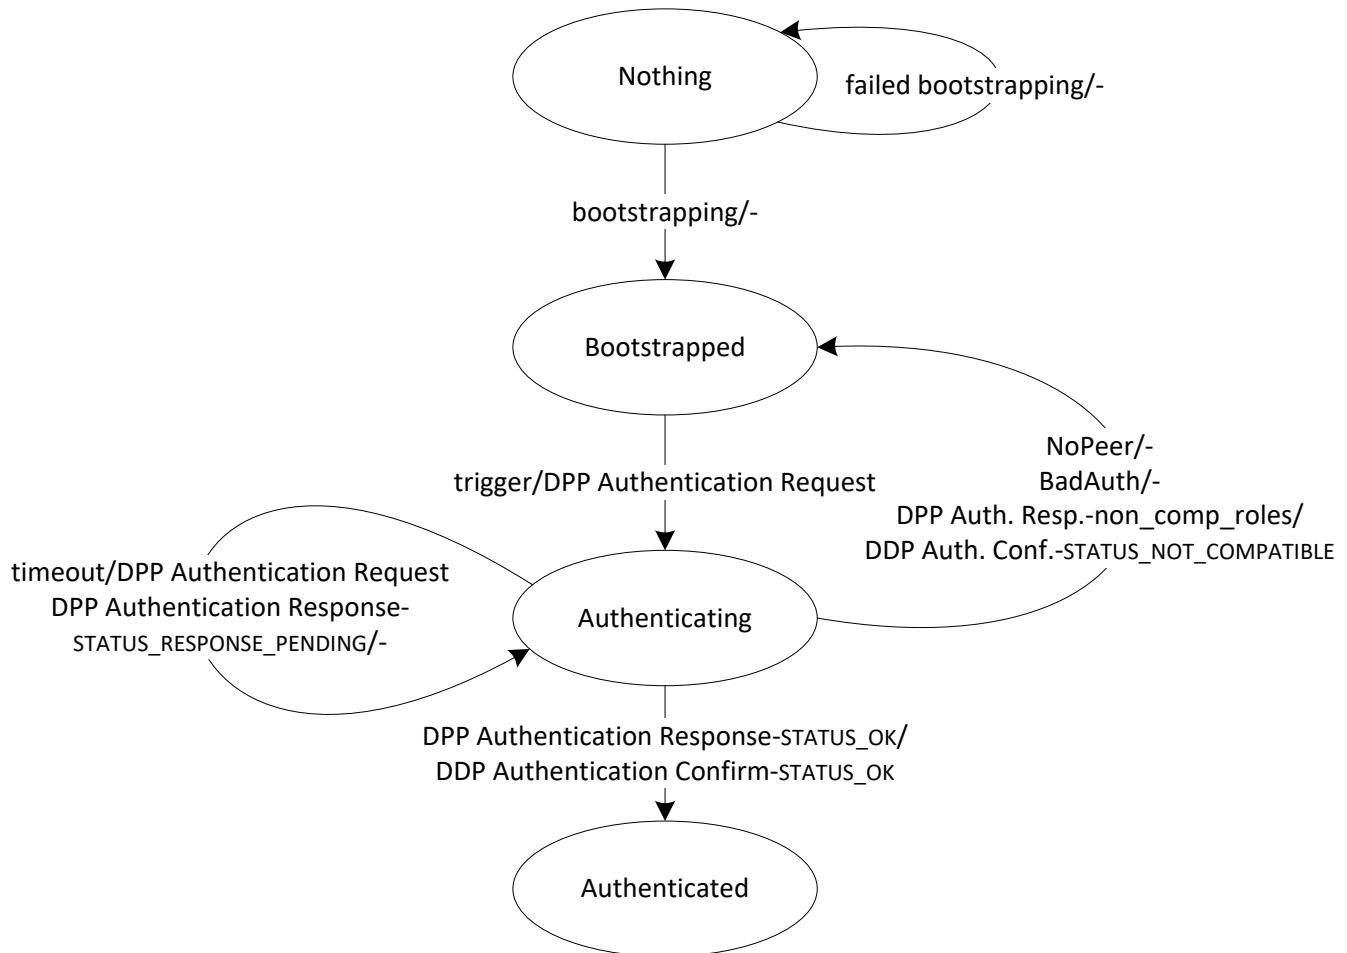 Nothing
failed bootstrapping/-
bootstrapping/-
Bootstrapped
NoPeer/-
BadAuth/-
DPP Auth. Resp.-non_comp_roles/
DDP Auth. Conf.-STATUS_NOT_COMPATIBLE
trigger/DPP Authentication Request
timeout/DPP Authentication Request
DPP Authentication Response-
STATUS_RESPONSE_PENDING/-
Authenticating
DPP Authentication Response-STATUS_OK/
DDP Authentication Confirm-STATUS_OK
Authenticated